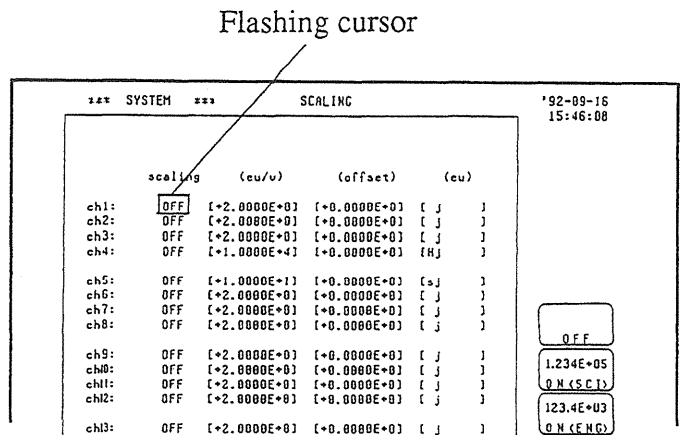 Flashing cursor
*** SYSTEM *** SCALING '92-09-16
15:46:08
scaling (eu/v) (offset) (eu)
ch1: OFF [+2.0000E+0] [+0.0000E+0] [ j ]
ch2: OFF [+2.0000E+0] [+0.0000E+0] [ j ]
ch3: OFF [+2.0000E+0] [+0.0000E+0] [ j ]
ch4: OFF [+1.0000E+4] [+0.0000E+0] [Hj ]
ch5: OFF [+1.0000E+1] [+0.0000E+0] [sj ]
ch6: OFF [+2.0000E+0] [+0.0000E+0] [ j ]
ch7: OFF [+2.0000E+0] [+0.0000E+0] [ j ]
ch8: OFF [+2.0000E+0] [+0.0000E+0] [ j ]
ch9: OFF [+2.0000E+0] [+0.0000E+0] [ j ]
ch10: OFF [+2.0000E+0] [+0.0000E+0] [ j ]
ch11: OFF [+2.0000E+0] [+0.0000E+0] [ j ]
ch12: OFF [+2.0000E+0] [+0.0000E+0] [ j ]
ch13: OFF [+2.0000E+0] [+0.0000E+0] [ j ]
OFF
1.234E+05
ON(SCI)
123.4E+03
ON(ENG)